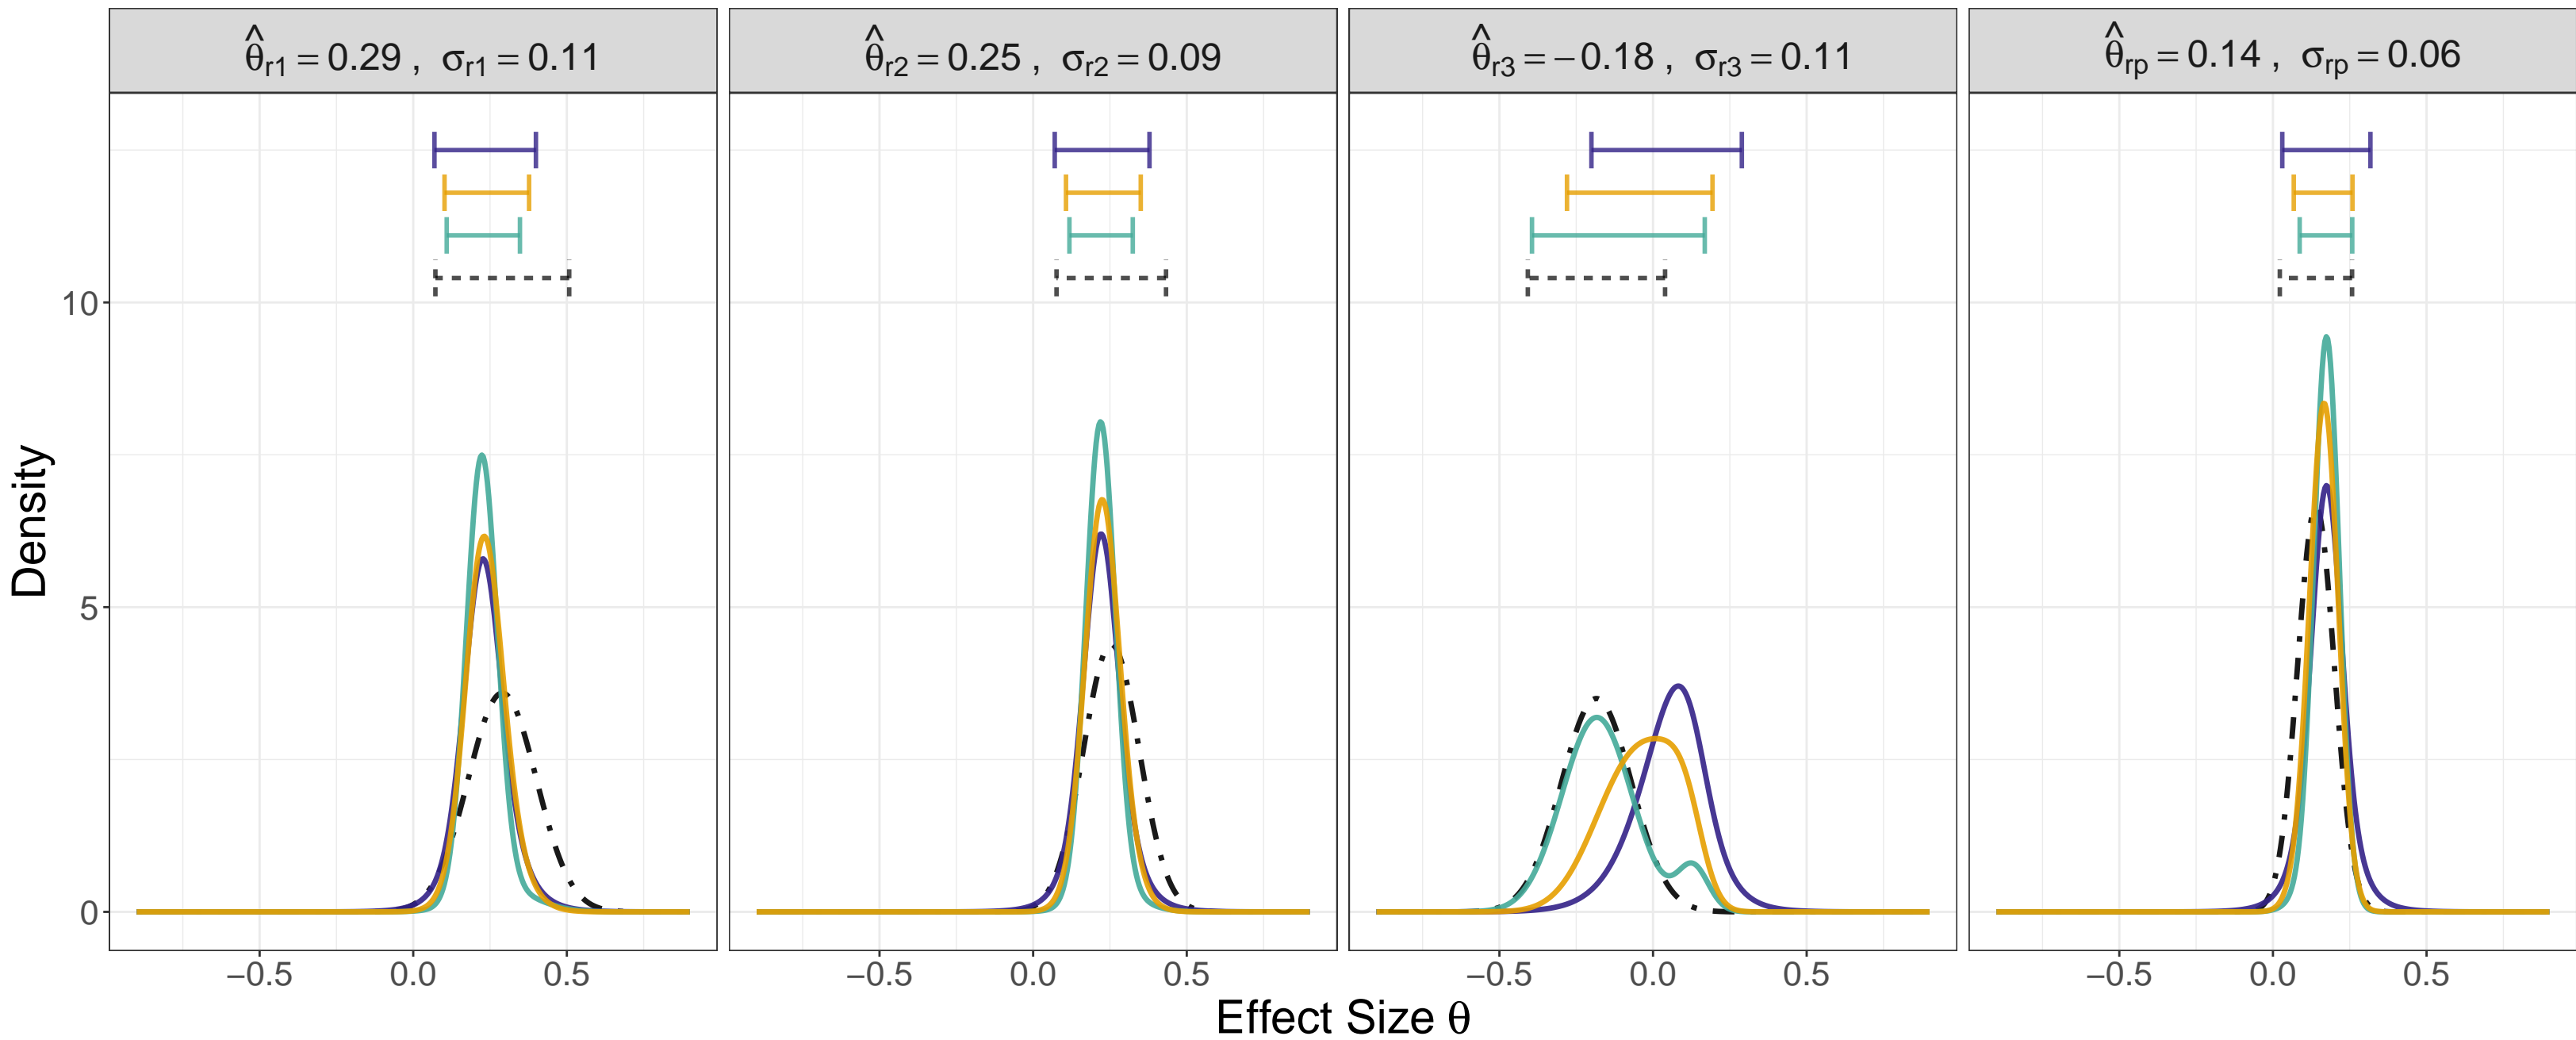 θ̂r1 = 0.29 , σr1 = 0.11
θ̂r2 = 0.25 , σr2 = 0.09
θ̂r3 = −0.18 , σr3 = 0.11
θ̂rp = 0.14 , σrp = 0.06
Density
10
5
0
−0.5 0.0 0.5
−0.5 0.0 0.5
−0.5 0.0 0.5
−0.5 0.0 0.5
Effect Size θ